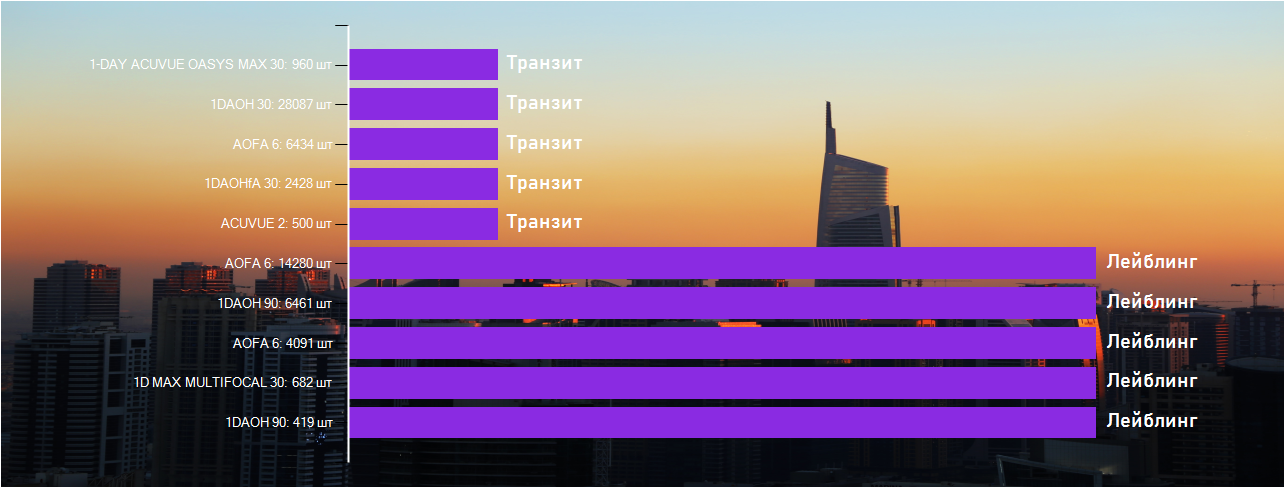 1-DAY ACUVUE OASYS MAX 30: 960 шт Транзит
1DAOH 30: 28087 шт Транзит
AOFA 6: 6434 шт Транзит
1DAOHfA 30: 2428 шт Транзит
ACUVUE 2: 500 шт Транзит
AOFA 6: 14280 шт Лейблинг
1DAOH 90: 6461 шт Лейблинг
AOFA 6: 4091 шт Лейблинг
1D MAX MULTIFOCAL 30: 682 шт Лейблинг
1DAOH 90: 419 шт Лейблинг